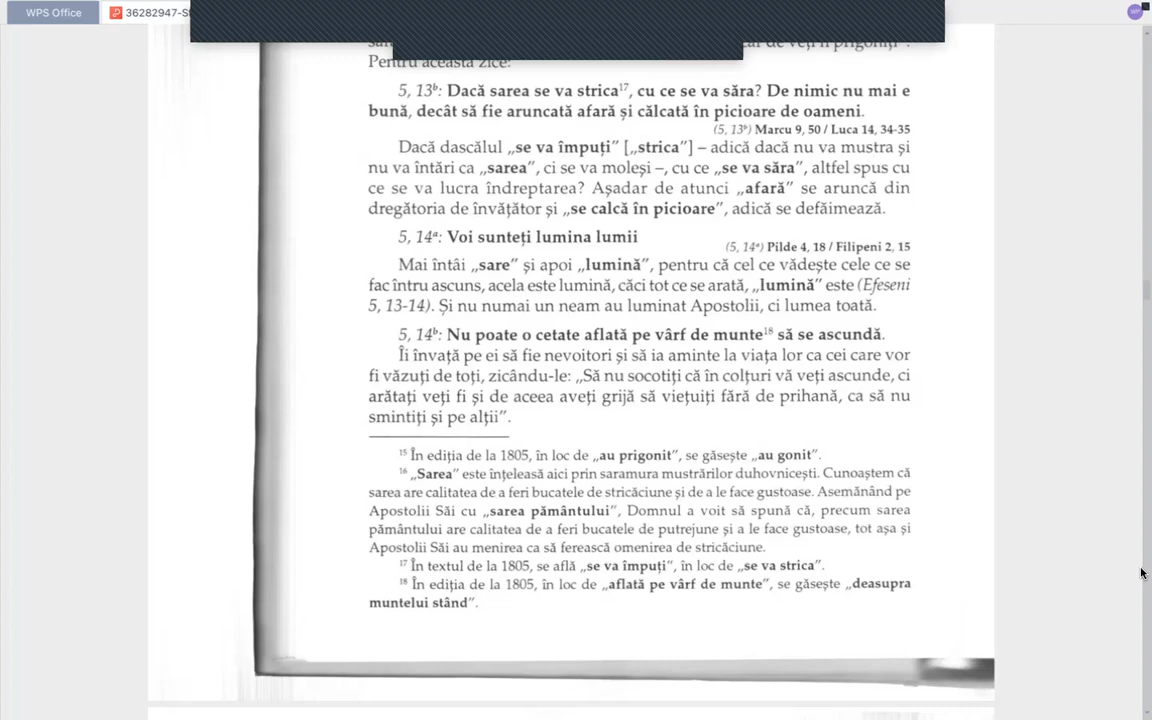 WPS Office
36282947-S
Pentru aceasta zice:
5, 13ᵇ: Dacă sarea se va strica¹⁷, cu ce se va săra? De nimic nu mai e
bună, decât să fie aruncată afară și călcată în picioare de oameni.
(5, 13ᵇ) Marcu 9, 50 / Luca 14, 34-35
Dacă dascălul „se va împuți” [„strica”] – adică dacă nu va mustra și
nu va întări ca „sarea”, ci se va moleși –, cu ce „se va săra”, altfel spus cu
ce se va lucra îndreptarea? Așadar de atunci „afară” se aruncă din
dregătoria de învățător și „se calcă în picioare”, adică se defăimează.
5, 14ᵃ: Voi sunteți lumina lumii
(5, 14ᵃ) Pilde 4, 18 / Filipeni 2, 15
Mai întâi „sare” și apoi „lumină”, pentru că cel ce vădește cele ce se
fac întru ascuns, acela este lumină, căci tot ce se arată, „lumină” este (Efeseni
5, 13-14). Și nu numai un neam au luminat Apostolii, ci lumea toată.
5, 14ᵇ: Nu poate o cetate aflată pe vârf de munte¹⁸ să se ascundă.
Îi învață pe ei să fie nevoitori și să ia aminte la viața lor ca cei care vor
fi văzuți de toți, zicându-le: „Să nu socotiți că în colțuri vă veți ascunde, ci
arătați veți fi și de aceea aveți grijă să viețuiți fără de prihană, ca să nu
smintiți și pe alții”.
¹⁵ În ediția de la 1805, în loc de „au prigonit”, se găsește „au gonit”.
¹⁶ „Sarea” este înțeleasă aici prin saramura mustrărilor duhovnicești. Cunoaștem că
sarea are calitatea de a feri bucatele de stricăciune și de a le face gustoase. Asemănând pe
Apostolii Săi cu „sarea pământului”, Domnul a voit să spună că, precum sarea
pământului are calitatea de a feri bucatele de putrejune și a le face gustoase, tot așa și
Apostolii Săi au menirea ca să ferească omenirea de stricăciune.
¹⁷ În textul de la 1805, se află „se va împuți”, în loc de „se va strica”.
¹⁸ În ediția de la 1805, în loc de „aflată pe vârf de munte”, se găsește „deasupra
muntelui stând”.